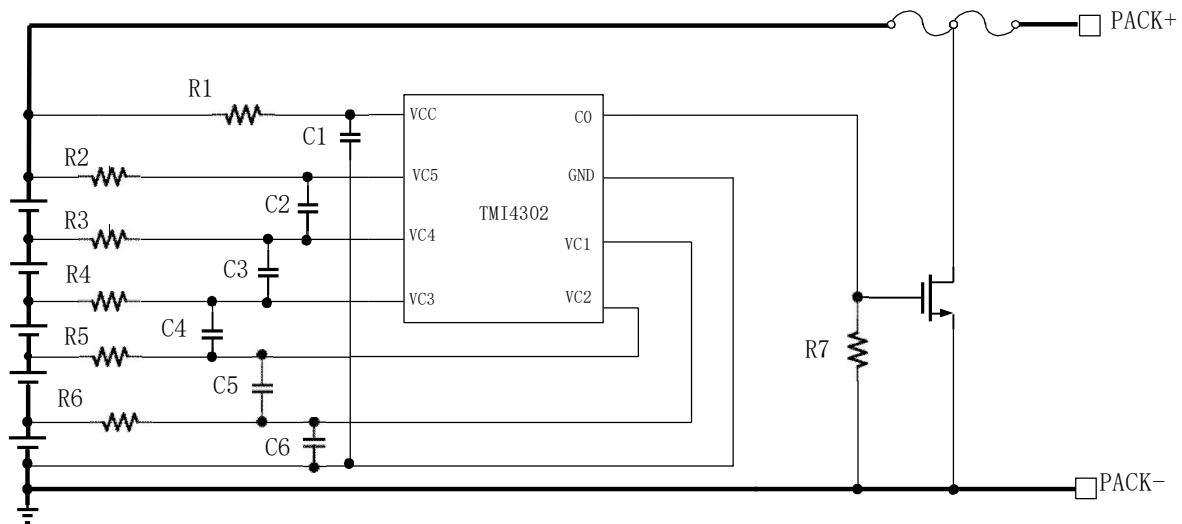 PACK+
R1
VCC
CO
C1
R2
VC5
GND
C2
TMI4302
R3
VC4
VC1
C3
R4
VC3
VC2
C4
R5
R7
C5
R6
C6
PACK-